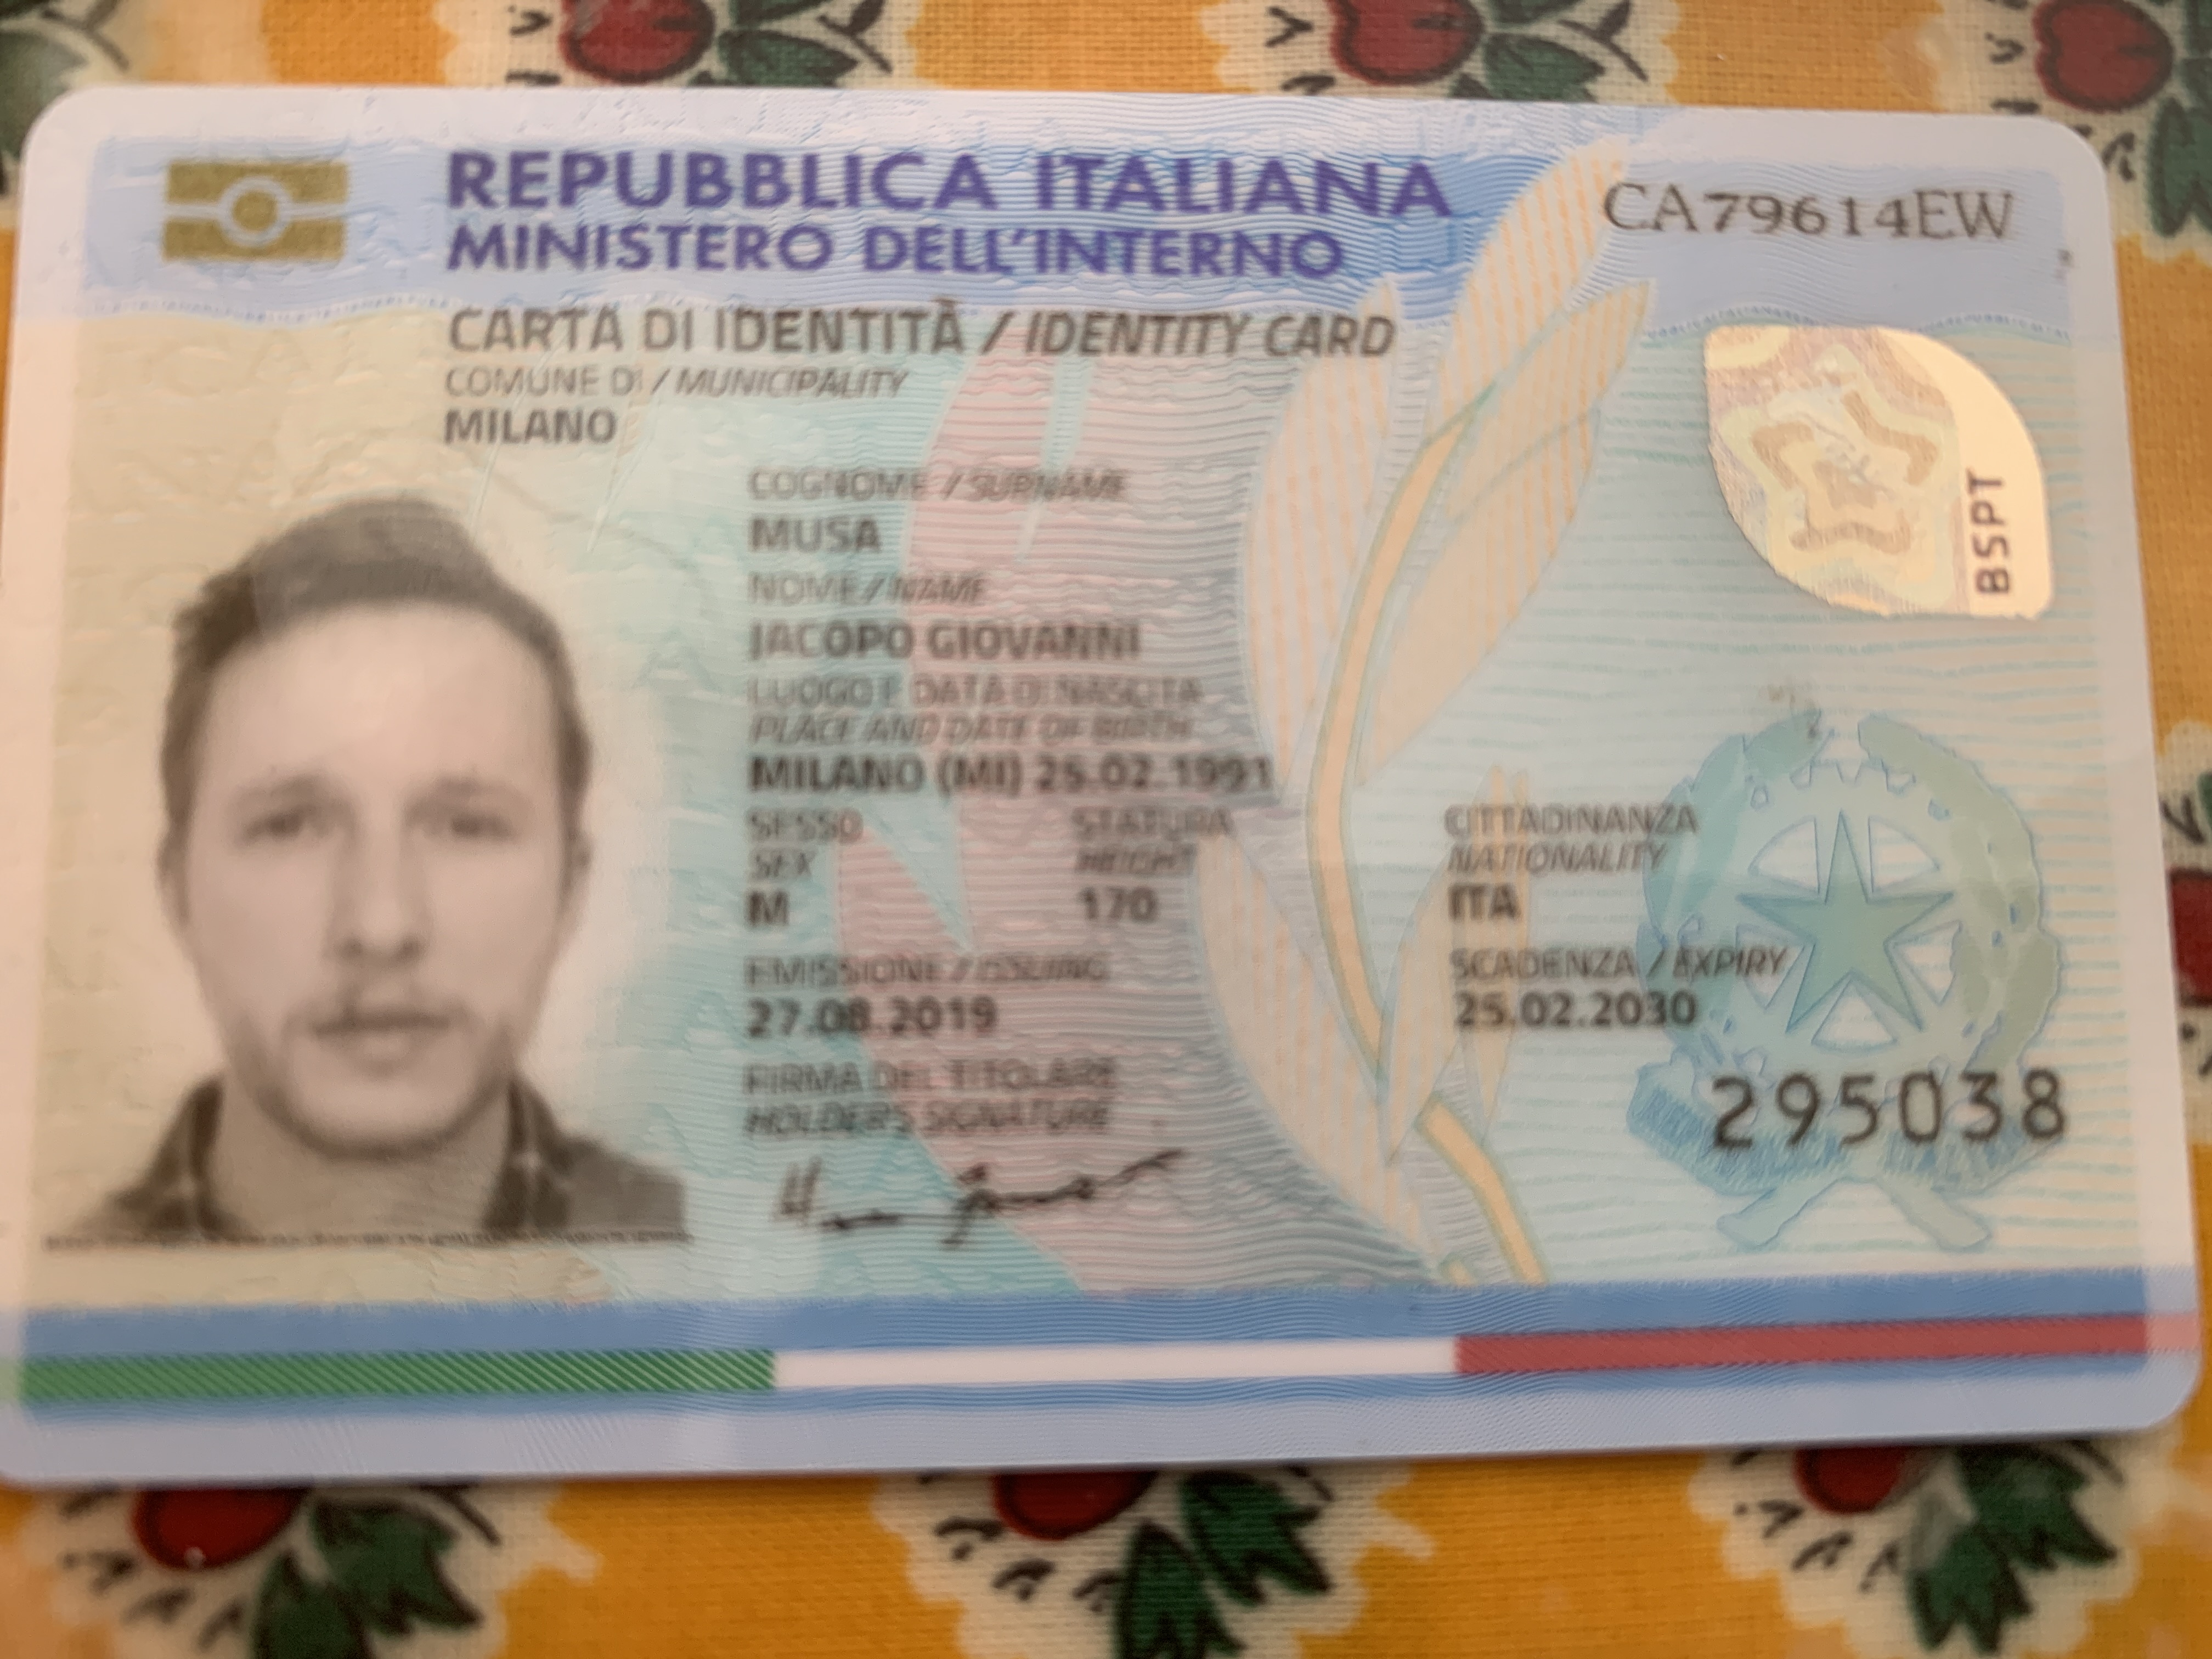 REPUBBLICA ITALIANA
MINISTERO DELL'INTERNO
CA79614EW
CARTA DI IDENTITÀ / IDENTITY CARD
COMUNE DI / MUNICIPALITY
MILANO
COGNOME / SURNAME
MUSA
NOME / NAME
JACOPO GIOVANNI
LUOGO E DATA DI NASCITA
PLACE AND DATE OF BIRTH
MILANO (MI) 25.02.1991
SESSO STATURA CITTADINANZA
SEX HEIGHT NATIONALITY
M 170 ITA
EMISSIONE / ISSUING SCADENZA / EXPIRY
27.08.2019 25.02.2030
FIRMA DEL TITOLARE
HOLDER'S SIGNATURE
295038
BSPT